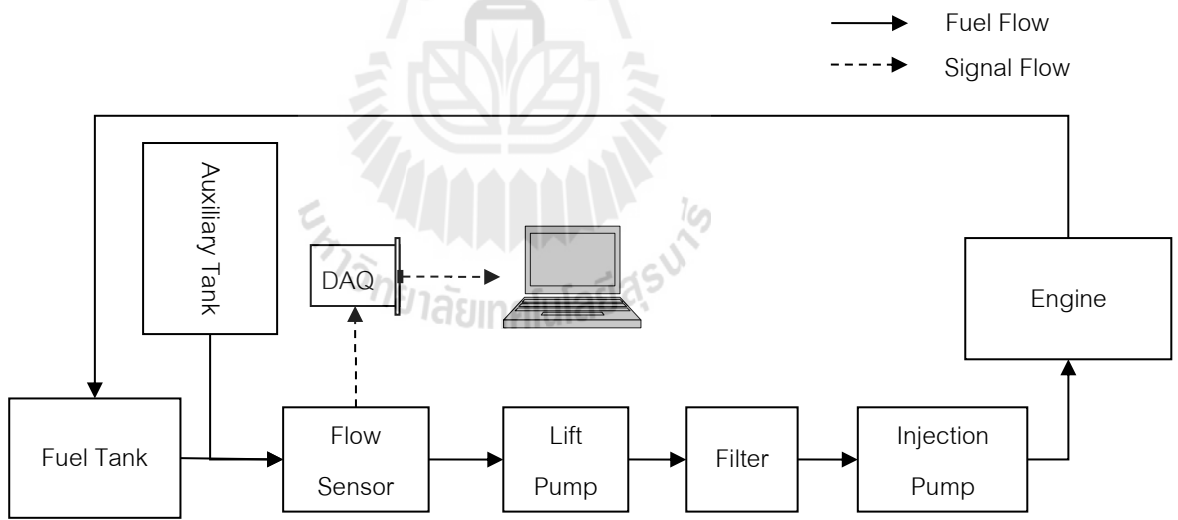 Fuel Flow
Signal Flow
Auxiliary Tank
DAQ
Engine
Fuel Tank
Flow
Sensor
Lift
Pump
Filter
Injection
Pump